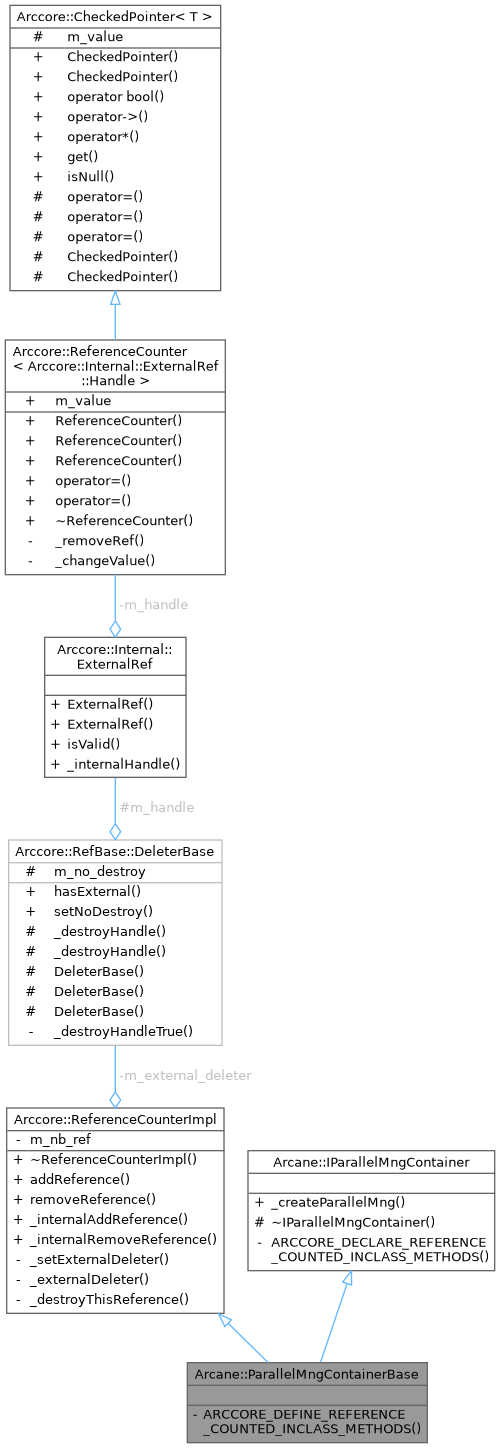 Arccore::CheckedPointer< T >
# m_value
+ CheckedPointer()
+ CheckedPointer()
+ operator bool()
+ operator->()
+ operator*()
+ get()
+ isNull()
# operator=()
# operator=()
# operator=()
# CheckedPointer()
# CheckedPointer()
Arccore::ReferenceCounter
< Arccore::Internal::ExternalRef
::Handle >
+ m_value
+ ReferenceCounter()
+ ReferenceCounter()
+ ReferenceCounter()
+ operator=()
+ operator=()
+ ~ReferenceCounter()
- _removeRef()
- _changeValue()
-m_handle
Arccore::Internal::
ExternalRef
+ ExternalRef()
+ ExternalRef()
+ isValid()
+ _internalHandle()
#m_handle
Arccore::RefBase::DeleterBase
# m_no_destroy
+ hasExternal()
+ setNoDestroy()
# _destroyHandle()
# _destroyHandle()
# DeleterBase()
# DeleterBase()
# DeleterBase()
- _destroyHandleTrue()
-m_external_deleter
Arccore::ReferenceCounterImpl
- m_nb_ref
+ ~ReferenceCounterImpl()
+ addReference()
+ removeReference()
+ _internalAddReference()
+ _internalRemoveReference()
- _setExternalDeleter()
- _externalDeleter()
- _destroyThisReference()
Arcane::IParallelMngContainer
+ _createParallelMng()
# ~IParallelMngContainer()
- ARCCORE_DECLARE_REFERENCE
_COUNTED_INCLASS_METHODS()
Arcane::ParallelMngContainerBase
- ARCCORE_DEFINE_REFERENCE
_COUNTED_INCLASS_METHODS()